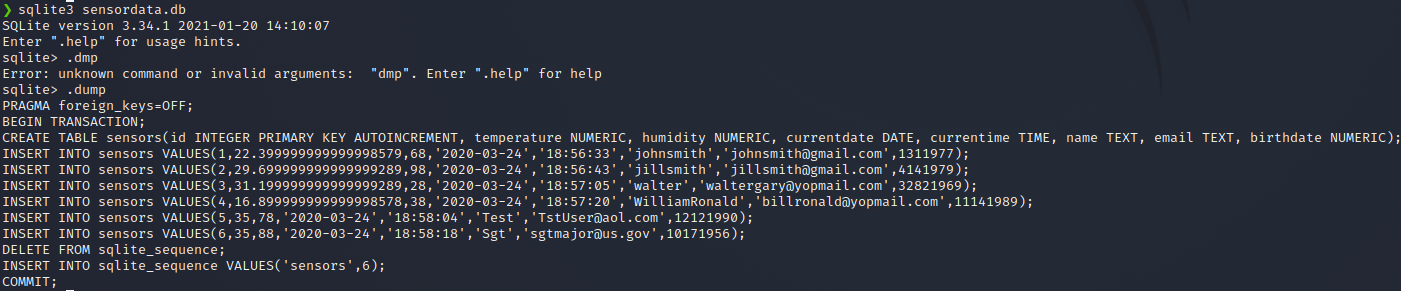 ❯ sqlite3 sensordata.db
SQLite version 3.34.1 2021-01-20 14:10:07
Enter ".help" for usage hints.
sqlite> .dmp
Error: unknown command or invalid arguments:  "dmp". Enter ".help" for help
sqlite> .dump
PRAGMA foreign_keys=OFF;
BEGIN TRANSACTION;
CREATE TABLE sensors(id INTEGER PRIMARY KEY AUTOINCREMENT, temperature NUMERIC, humidity NUMERIC, currentdate DATE, currentime TIME, name TEXT, email TEXT, birthdate NUMERIC);
INSERT INTO sensors VALUES(1,22.399999999999998579,68,'2020-03-24','18:56:33','johnsmith','johnsmith@gmail.com',1311977);
INSERT INTO sensors VALUES(2,29.699999999999999289,98,'2020-03-24','18:56:43','jillsmith','jillsmith@gmail.com',4141979);
INSERT INTO sensors VALUES(3,31.199999999999999289,28,'2020-03-24','18:57:05','walter','waltergary@yopmail.com',32821969);
INSERT INTO sensors VALUES(4,16.899999999999998578,38,'2020-03-24','18:57:20','WilliamRonald','billronald@yopmail.com',11141989);
INSERT INTO sensors VALUES(5,35,78,'2020-03-24','18:58:04','Test','TstUser@aol.com',12121990);
INSERT INTO sensors VALUES(6,35,88,'2020-03-24','18:58:18','Sgt','sgtmajor@us.gov',10171956);
DELETE FROM sqlite_sequence;
INSERT INTO sqlite_sequence VALUES('sensors',6);
COMMIT;